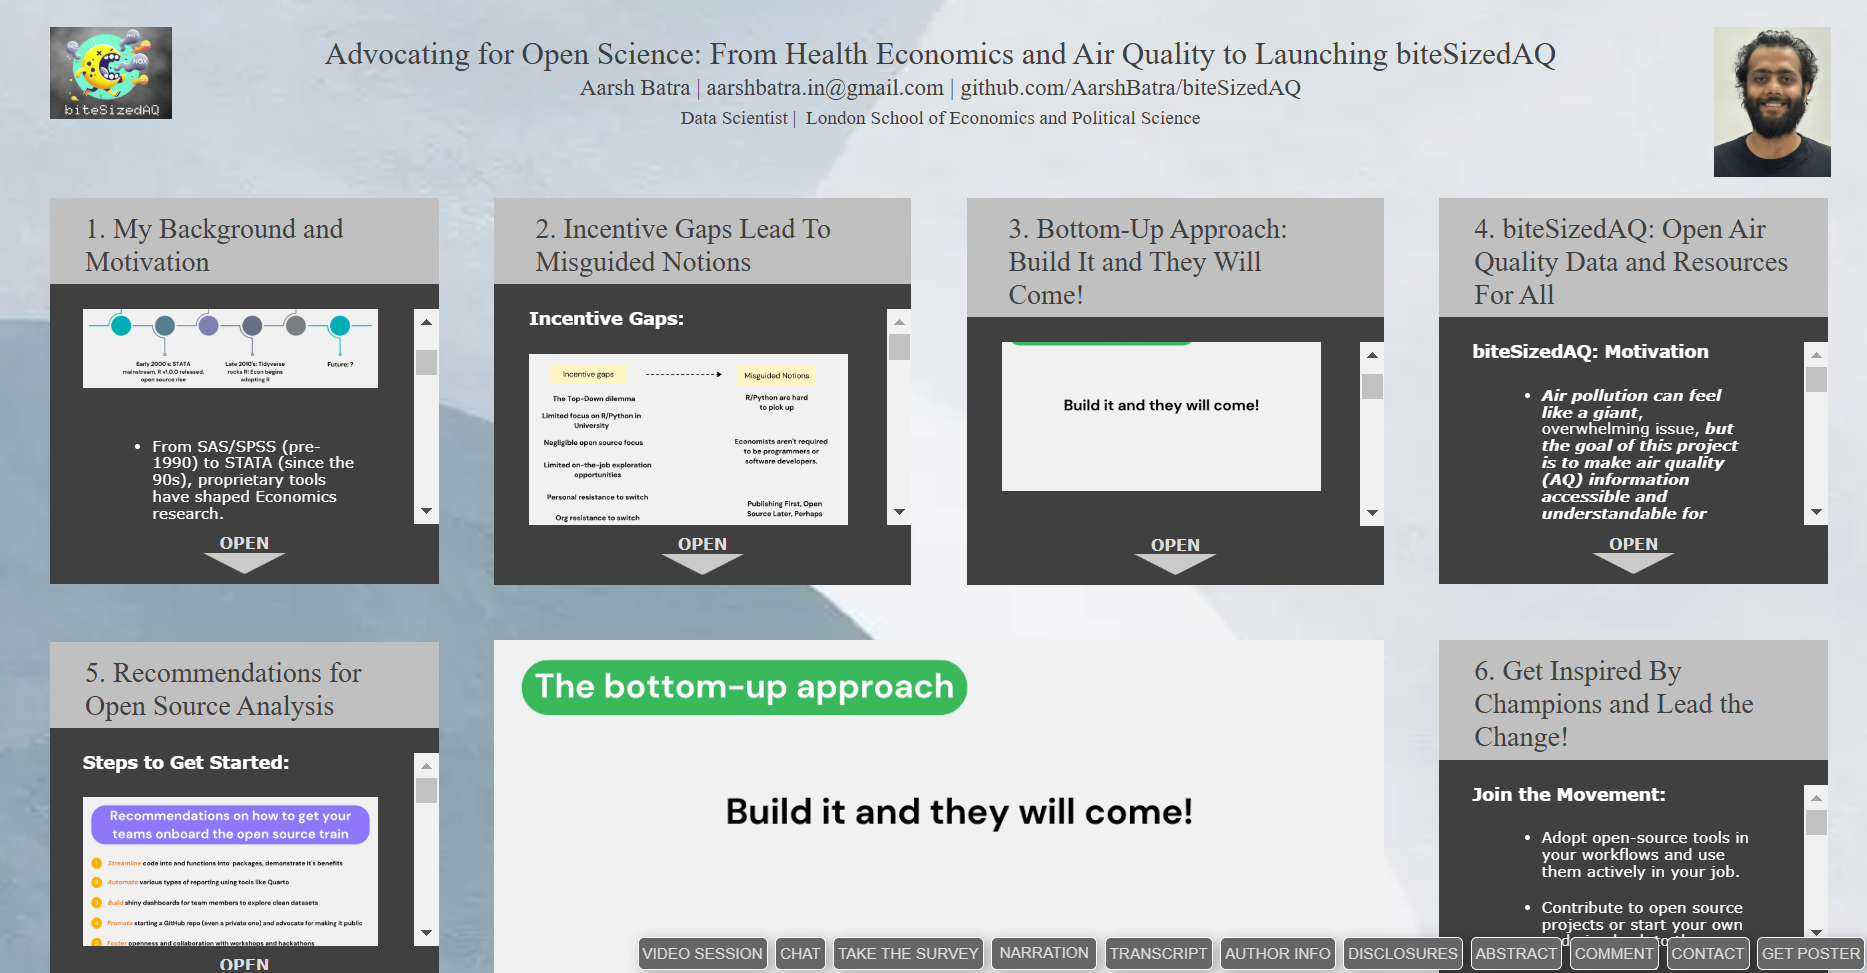 NOX
biteSizedAQ
Advocating for Open Science: From Health Economics and Air Quality to Launching biteSizedAQ
Aarsh Batra | aarshbatra.in@gmail.com | github.com/AarshBatra/biteSizedAQ
Data Scientist | London School of Economics and Political Science
1. My Background and
Motivation
Early 2000's: STATA
mainstream, R v1.0.0 released,
open source rise
Late 2010's: Tidyverse
rocks R! Econ begins
adopting R
Future: ?
• From SAS/SPSS (pre-
1990) to STATA (since the
90s), proprietary tools
have shaped Economics
research.
OPEN
2. Incentive Gaps Lead To
Misguided Notions
Incentive Gaps:
Incentive gaps
Misguided Notions
The Top-Down dilemma
R/Python are hard
to pick up
Limited focus on R/Python in
University
Negligible open source focus
Economists aren't required
to be programmers or
software developers.
Limited on-the-job exploration
opportunities
Personal resistance to switch
Publishing First, Open
Source Later, Perhaps
Org resistance to switch
OPEN
3. Bottom-Up Approach:
Build It and They Will
Come!
Build it and they will come!
OPEN
4. biteSizedAQ: Open Air
Quality Data and Resources
For All
biteSizedAQ: Motivation
• Air pollution can feel
like a giant,
overwhelming issue, but
the goal of this project
is to make air quality
(AQ) information
accessible and
understandable for
OPEN
5. Recommendations for
Open Source Analysis
Steps to Get Started:
Recommendations on how to get your
teams onboard the open source train
1 Streamline code into and functions into packages, demonstrate it's benefits
2 Automate various types of reporting using tools like Quarto
3 Build shiny dashboards for team members to explore clean datasets
4 Promote starting a GitHub repo (even a private one) and advocate for making it public
5 Foster openness and collaboration with workshops and hackathons
OPEN
The bottom-up approach
Build it and they will come!
6. Get Inspired By
Champions and Lead the
Change!
Join the Movement:
• Adopt open-source tools in
your workflows and use
them actively in your job.
• Contribute to open source
projects or start your own
VIDEO SESSION CHAT TAKE THE SURVEY NARRATION TRANSCRIPT AUTHOR INFO DISCLOSURES ABSTRACT COMMENT CONTACT GET POSTER